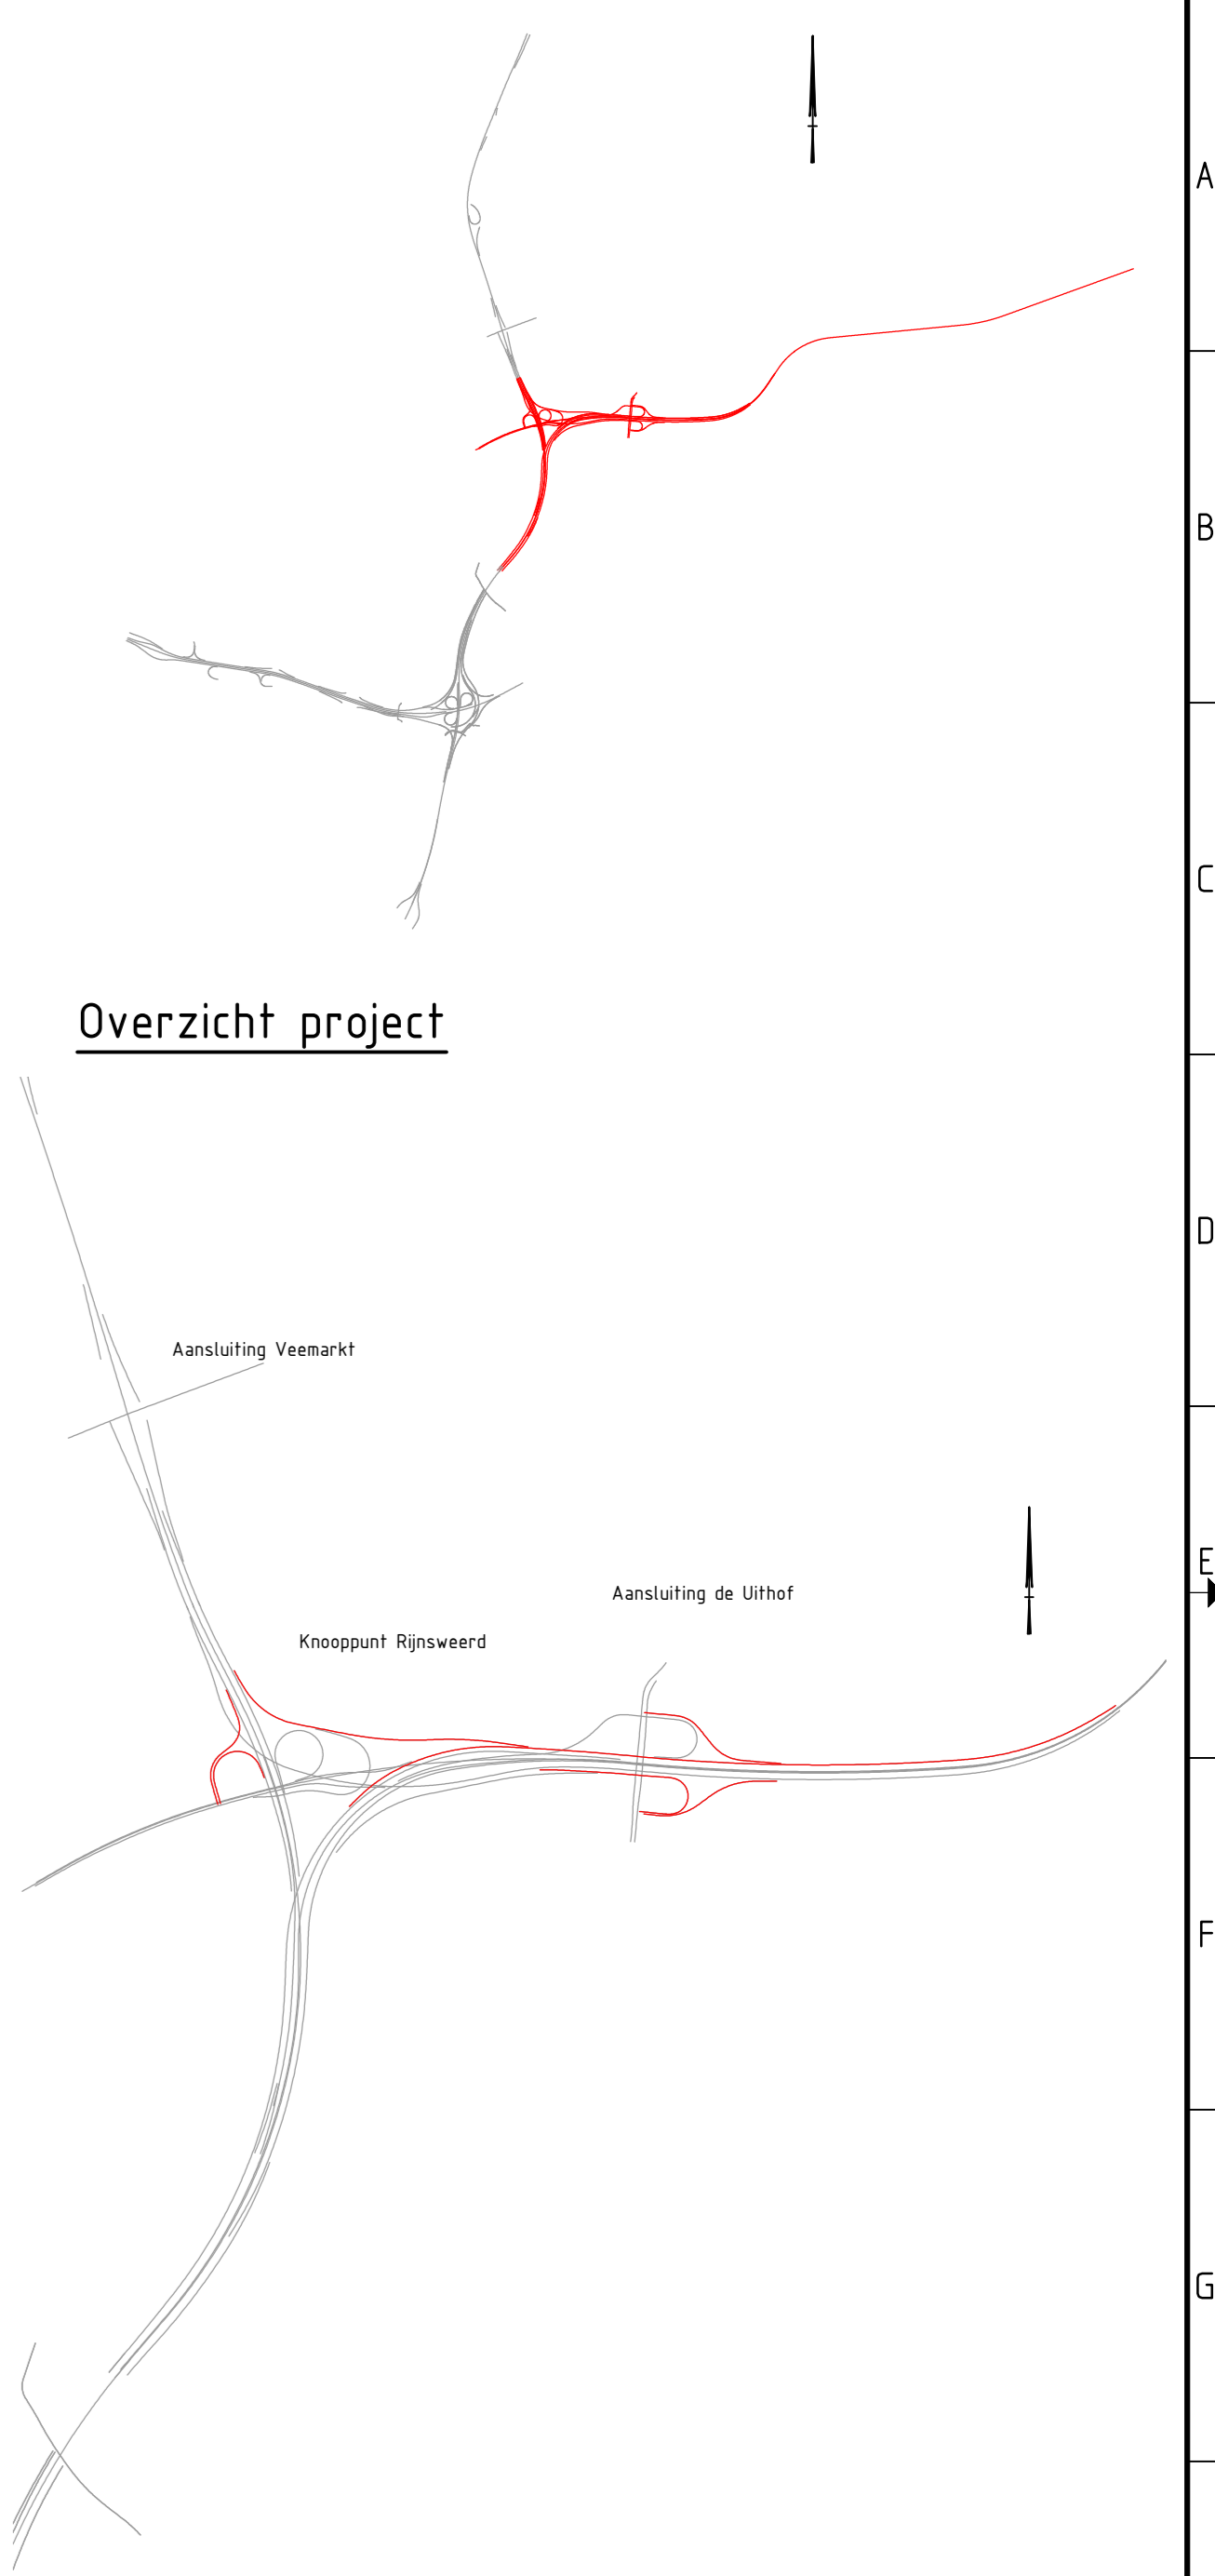 A
B
C
Overzicht project
D
Aansluiting Veemarkt
E
Aansluiting de Uithof
Knooppunt Rijnsweerd
F
G